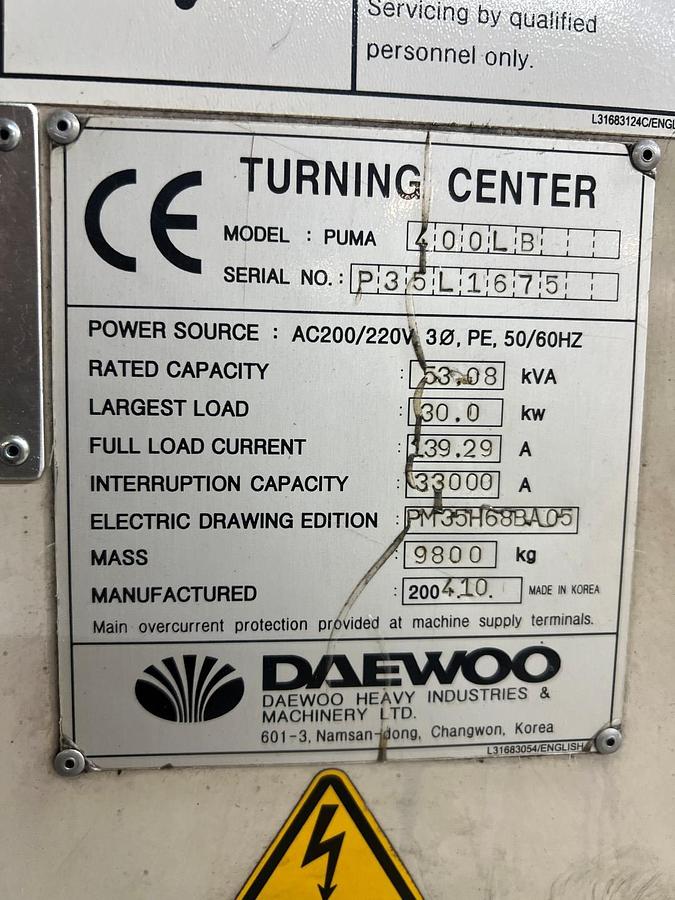 Servicing by qualified
personnel only.
L31683124C/ENGL
CE TURNING CENTER
MODEL : PUMA 400LB
SERIAL NO. : P35L1675
POWER SOURCE : AC200/220V, 3Ø, PE, 50/60HZ
RATED CAPACITY : 53.08 kVA
LARGEST LOAD : 30.0 kw
FULL LOAD CURRENT : 139.29 A
INTERRUPTION CAPACITY : 33000 A
ELECTRIC DRAWING EDITION : PM35H68BA05
MASS : 9800 kg
MANUFACTURED : 2004.10. MADE IN KOREA
Main overcurrent protection provided at machine supply terminals.
DAEWOO
DAEWOO HEAVY INDUSTRIES &
MACHINERY LTD.
601-3, Namsan-dong, Changwon, Korea
L31683054/ENGLISH